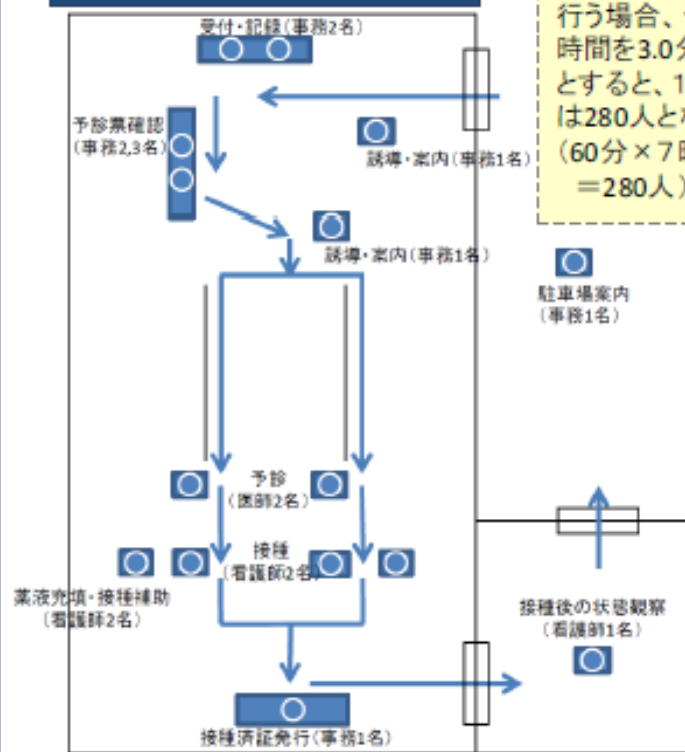 受付・記録(事務2名)
行う場合、
時間を3.0分
とすると、1
は280人と
(60分×7時
=280人)
予診票確認
(事務2,3名)
誘導・案内(事務1名)
誘導・案内(事務1名)
駐車場案内
(事務1名)
予診
(医師2名)
接種
(看護師2名)
薬液充填・接種補助
(看護師2名)
接種後の状態観察
(看護師1名)
接種済証発行(事務1名)